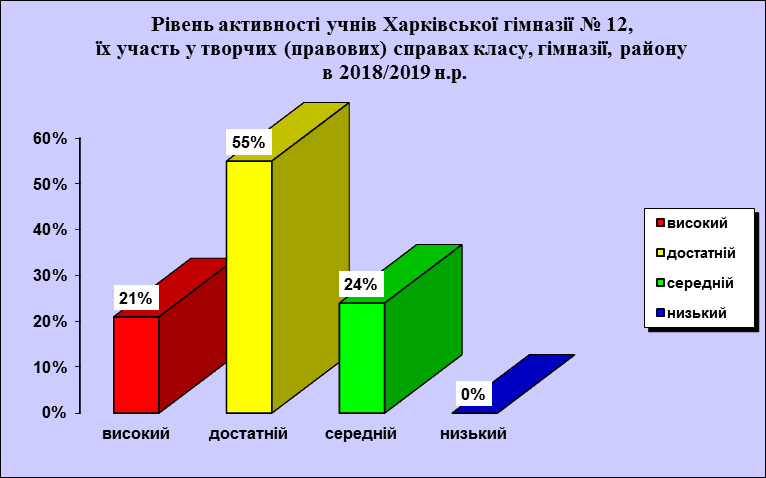 Рівень активності учнів Харківської гімназії № 12,
їх участь у творчих (правових) справах класу, гімназії, району
в 2018/2019 н.р.
60%
50%
40%
30%
20%
10%
0%
21%
55%
24%
0%
високий
достатній
середній
низький
високий
достатній
середній
низький